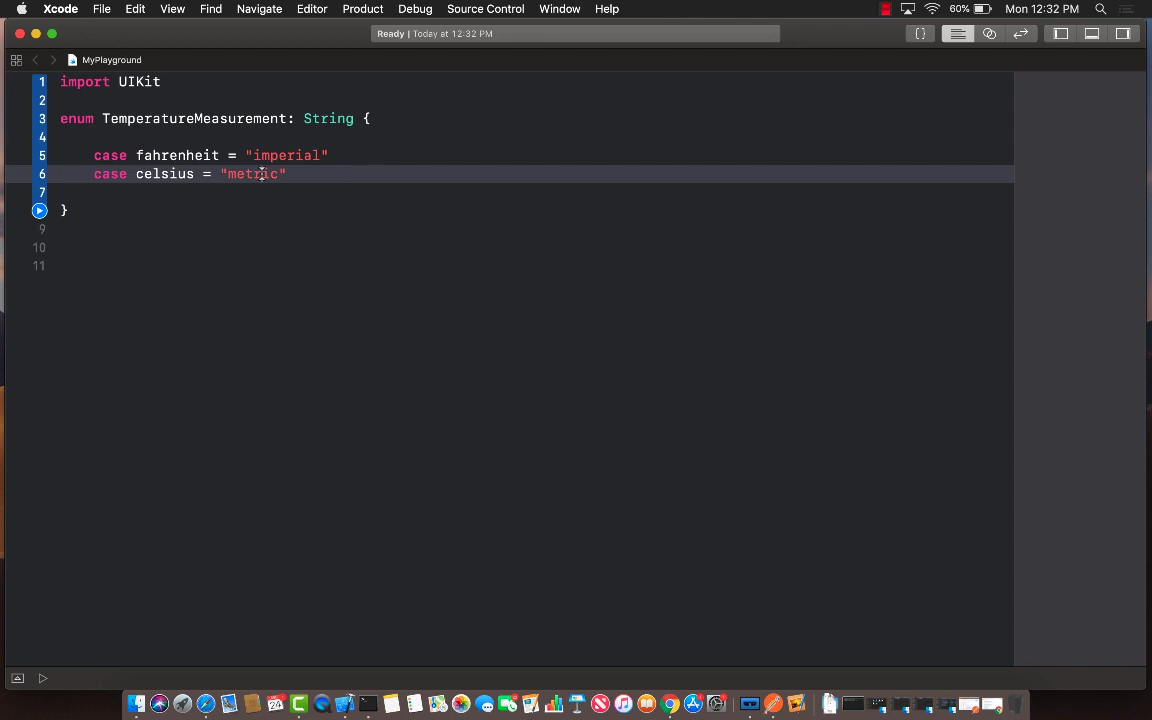 Xcode File Edit View Find Navigate Editor Product Debug Source Control Window Help 60% Mon 12:32 PM
Ready | Today at 12:32 PM
{}
MyPlayground
1 import UIKit
2
3 enum TemperatureMeasurement: String {
4
5 case fahrenheit = "imperial"
6 case celsius = "metric"
7
}
9
10
11
24